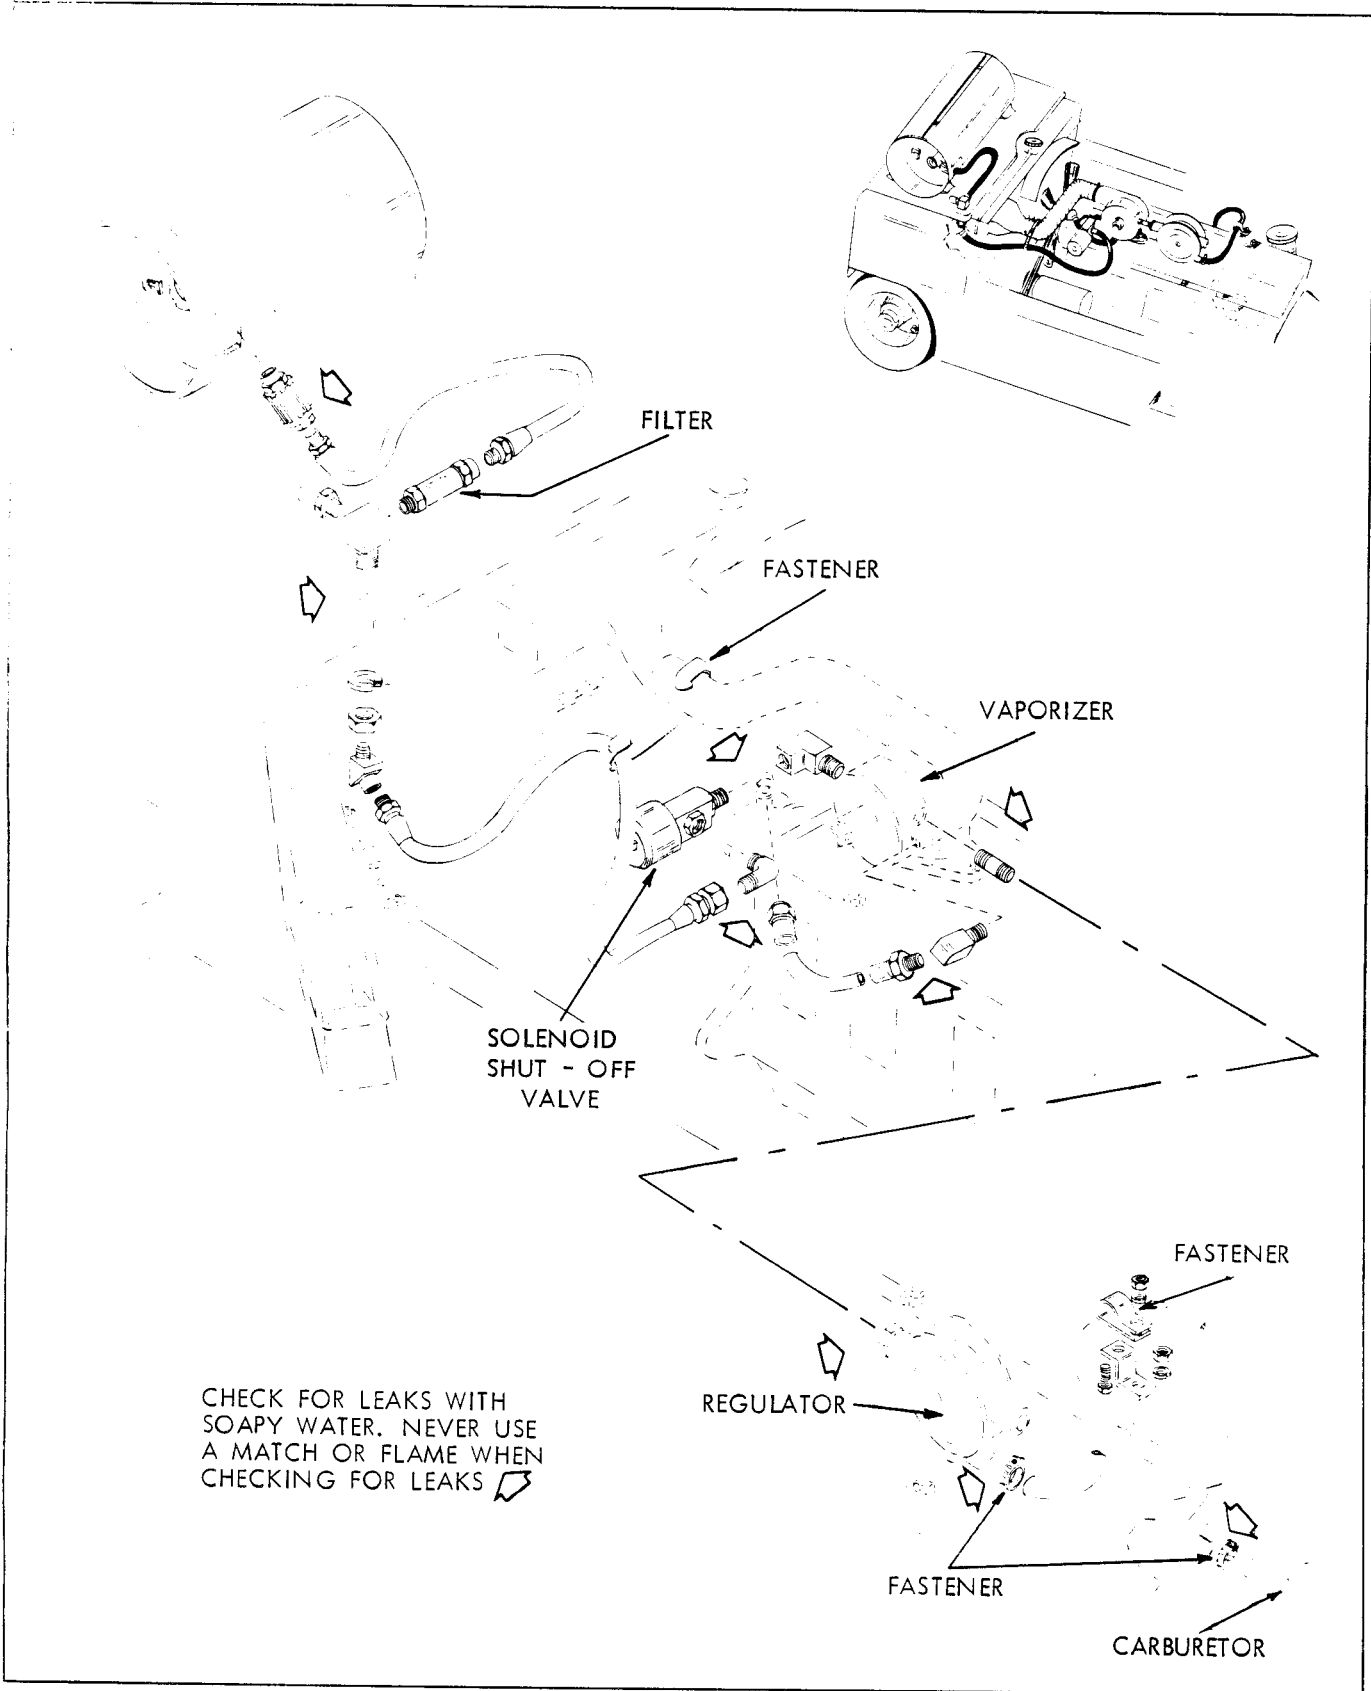 FILTER
FASTENER
VAPORIZER
SOLENOID
SHUT - OFF
VALVE
FASTENER
REGULATOR
CHECK FOR LEAKS WITH
SOAPY WATER. NEVER USE
A MATCH OR FLAME WHEN
CHECKING FOR LEAKS
FASTENER
CARBURETOR